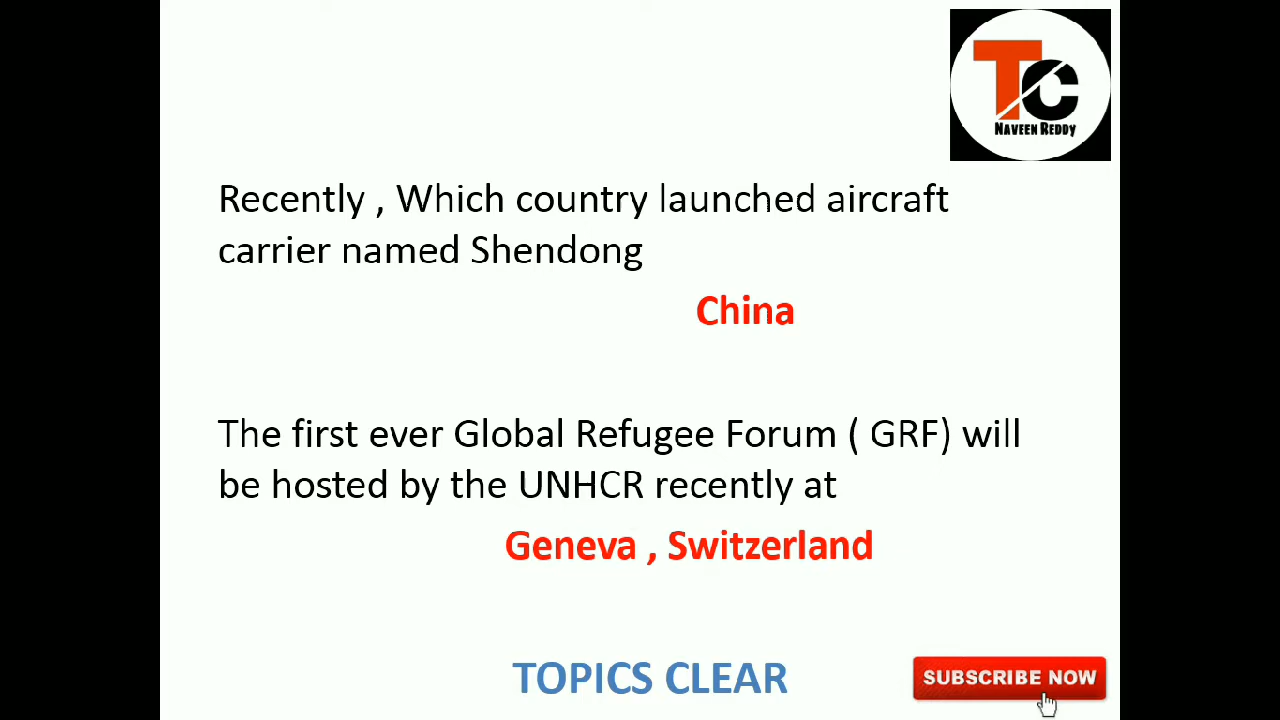 TC
NAVEEN REDDY
Recently , Which country launched aircraft
carrier named Shendong
China
The first ever Global Refugee Forum ( GRF) will
be hosted by the UNHCR recently at
Geneva , Switzerland
TOPICS CLEAR
SUBSCRIBE NOW